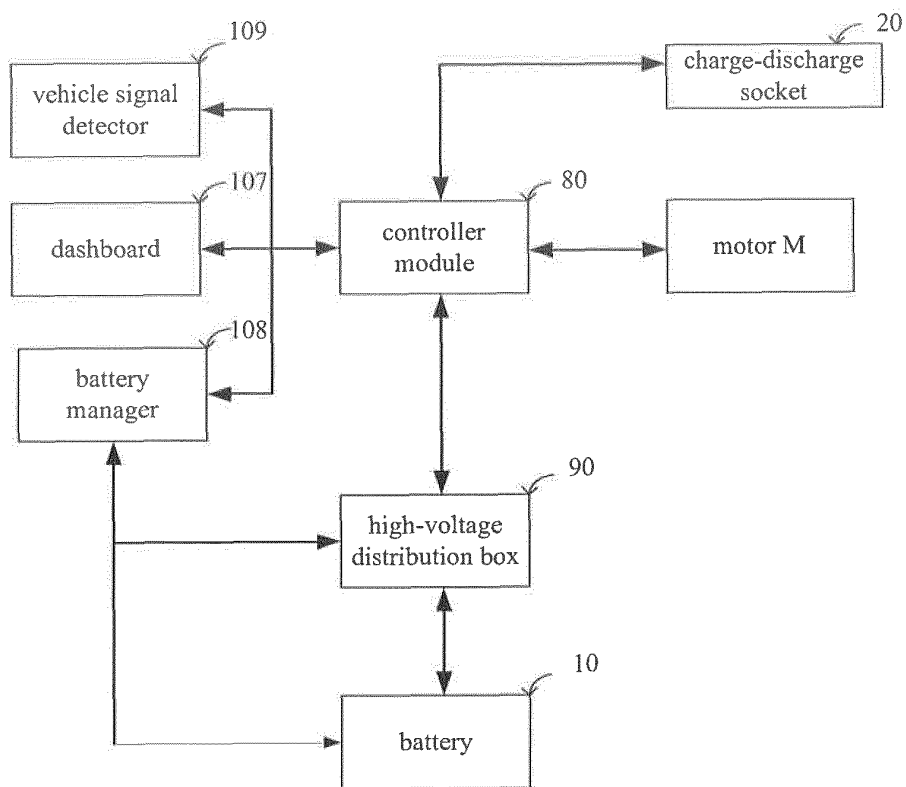 109
20
vehicle signal
detector
charge-discharge
socket
107
80
dashboard
controller
module
motor M
108
battery
manager
90
high-voltage
distribution box
10
battery